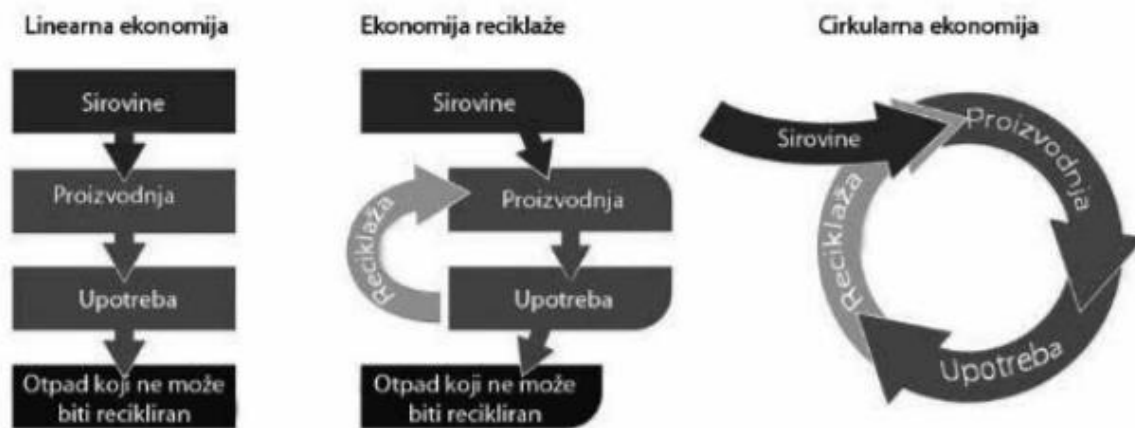 Linearna ekonomija
Sirovine
Proizvodnja
Upotreba
Otpad koji ne može
biti recikliran
Ekonomija reciklaže
Sirovine
Proizvodnja
Reciklaža
Upotreba
Otpad koji ne može
biti recikliran
Cirkularna ekonomija
Sirovine
Proizvodnja
Upotreba
Reciklaža